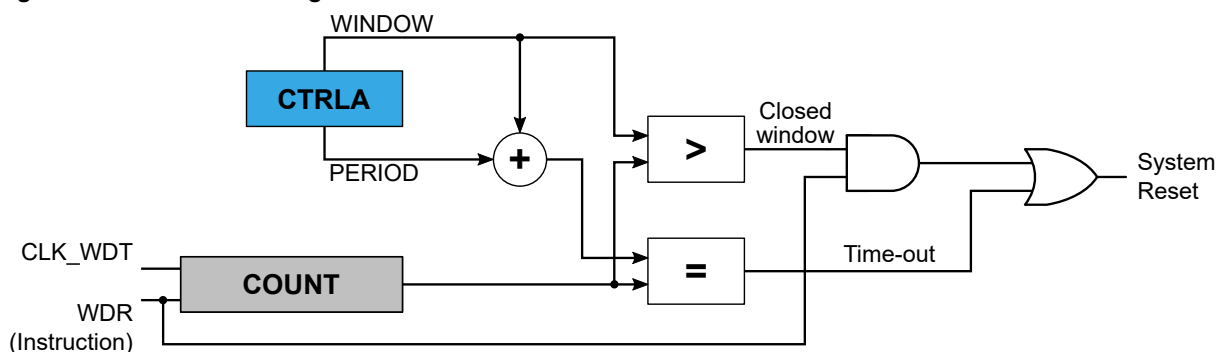 WINDOW
CTRLA
PERIOD
+
>
Closed
window
System
Reset
CLK_WDT
COUNT
=
Time-out
WDR
(Instruction)